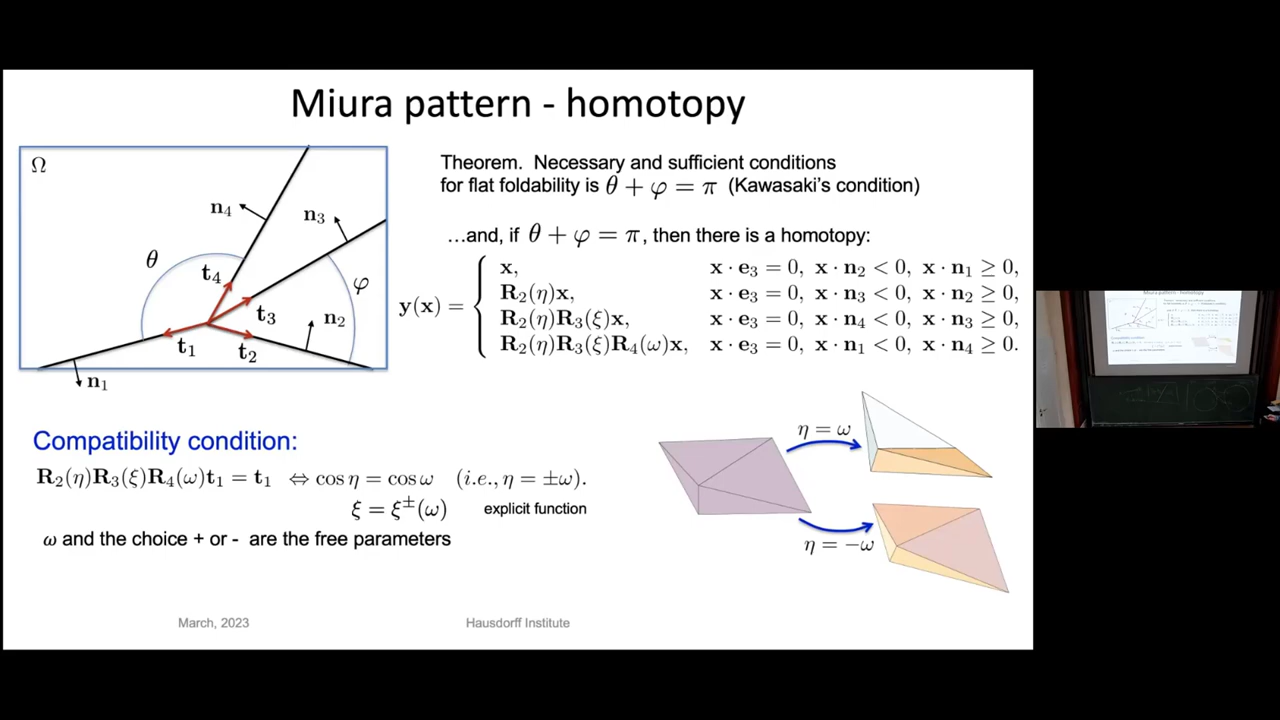 Miura pattern - homotopy
Ω
n₄
n₃
θ
φ
t₄
t₃
n₂
t₁
t₂
n₁
Theorem. Necessary and sufficient conditions
for flat foldability is θ + φ = π (Kawasaki's condition)
...and, if θ + φ = π, then there is a homotopy:
y(x) = { x, x · e₃ = 0, x · n₂ < 0, x · n₁ ≥ 0,
R₂(η)x, x · e₃ = 0, x · n₃ < 0, x · n₂ ≥ 0,
R₂(η)R₃(ξ)x, x · e₃ = 0, x · n₄ < 0, x · n₃ ≥ 0,
R₂(η)R₃(ξ)R₄(ω)x, x · e₃ = 0, x · n₁ < 0, x · n₄ ≥ 0.
Compatibility condition:
R₂(η)R₃(ξ)R₄(ω)t₁ = t₁ ⇔ cos η = cos ω (i.e., η = ±ω).
ξ = ξ±(ω) explicit function
ω and the choice + or - are the free parameters
η = ω
η = −ω
March, 2023
Hausdorff Institute
Miura pattern - homotopy